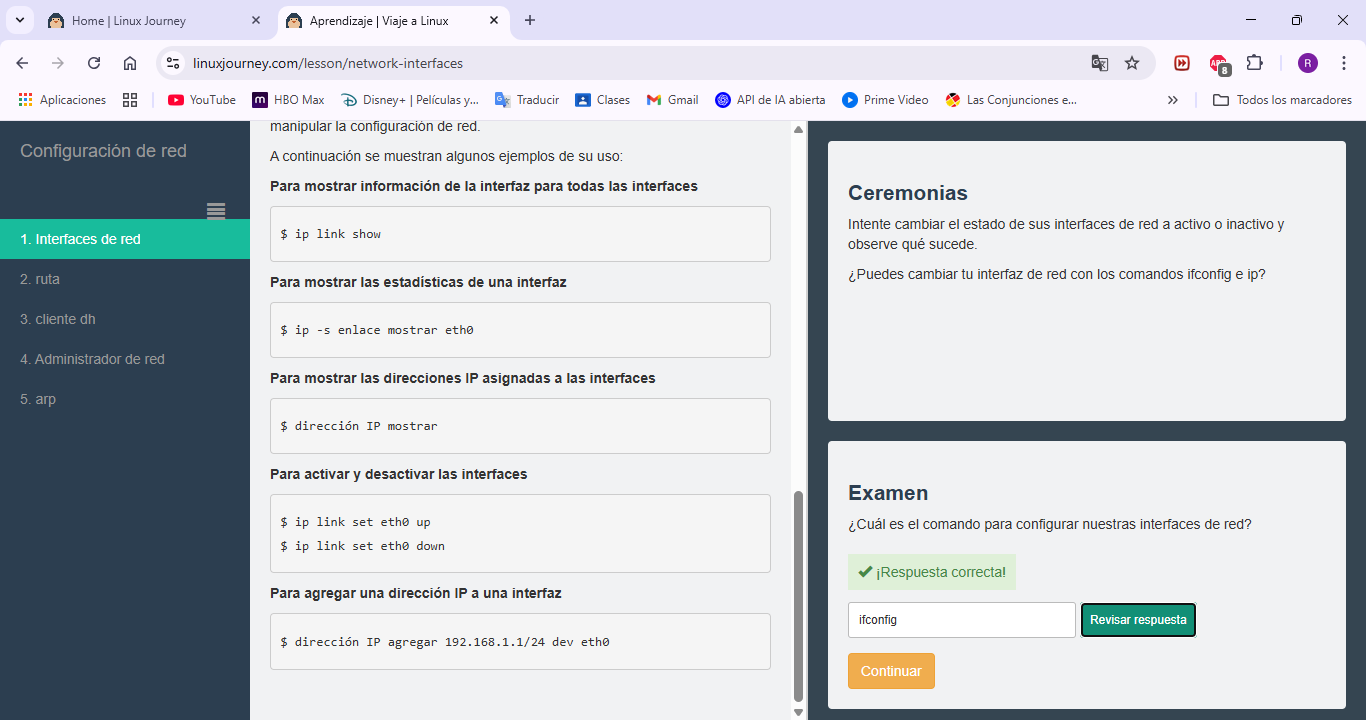 Home | Linux Journey
Aprendizaje | Viaje a Linux
linuxjourney.com/lesson/network-interfaces
8
R
Aplicaciones
YouTube
HBO Max
Disney+ | Películas y...
Traducir
Clases
Gmail
API de IA abierta
Prime Video
Las Conjunciones e...
Todos los marcadores
Configuración de red
1. Interfaces de red
2. ruta
3. cliente dh
4. Administrador de red
5. arp
manipular la configuración de red.
A continuación se muestran algunos ejemplos de su uso:
Para mostrar información de la interfaz para todas las interfaces
$ ip link show
Para mostrar las estadísticas de una interfaz
$ ip -s enlace mostrar eth0
Para mostrar las direcciones IP asignadas a las interfaces
$ dirección IP mostrar
Para activar y desactivar las interfaces
$ ip link set eth0 up
$ ip link set eth0 down
Para agregar una dirección IP a una interfaz
$ dirección IP agregar 192.168.1.1/24 dev eth0
Ceremonias
Intente cambiar el estado de sus interfaces de red a activo o inactivo y
observe qué sucede.
¿Puedes cambiar tu interfaz de red con los comandos ifconfig e ip?
Examen
¿Cuál es el comando para configurar nuestras interfaces de red?
¡Respuesta correcta!
ifconfig
Revisar respuesta
Continuar